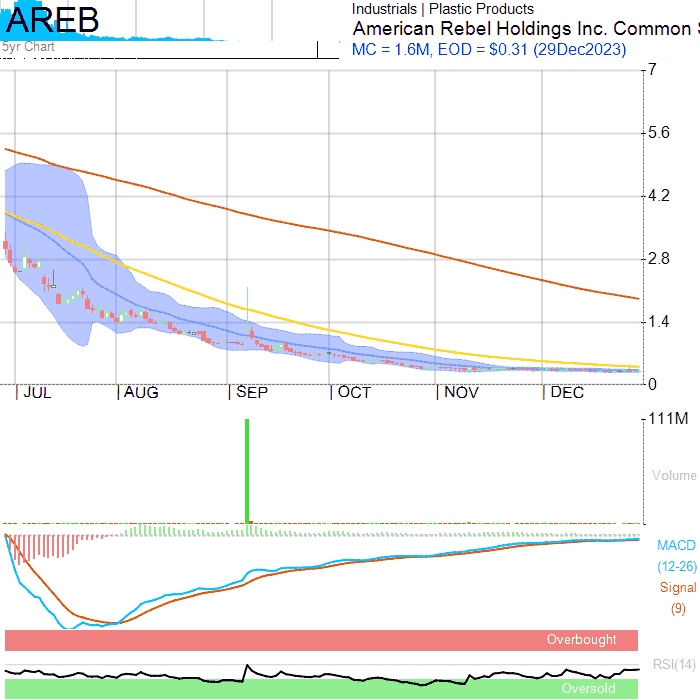 AREB
5yr Chart
Industrials | Plastic Products
American Rebel Holdings Inc. Common
MC = 1.6M, EOD = $0.31 (29Dec2023)
7
5.6
4.2
2.8
1.4
0
JUL AUG SEP OCT NOV DEC
111M
Volume
MACD
(12-26)
Signal
(9)
Overbought
RSI(14)
Oversold